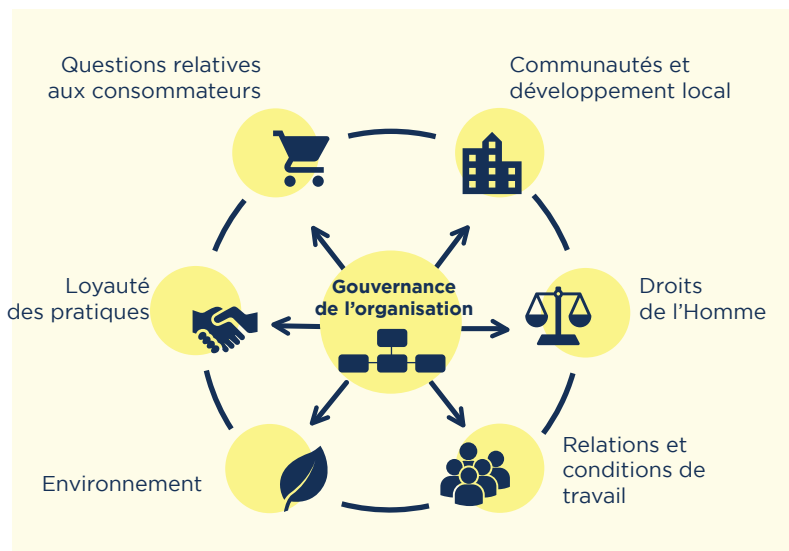 Questions relatives
aux consommateurs
Communautés et
développement local
Gouvernance
de l’organisation
Loyauté
des pratiques
Droits
de l’Homme
Environnement
Relations et
conditions de
travail